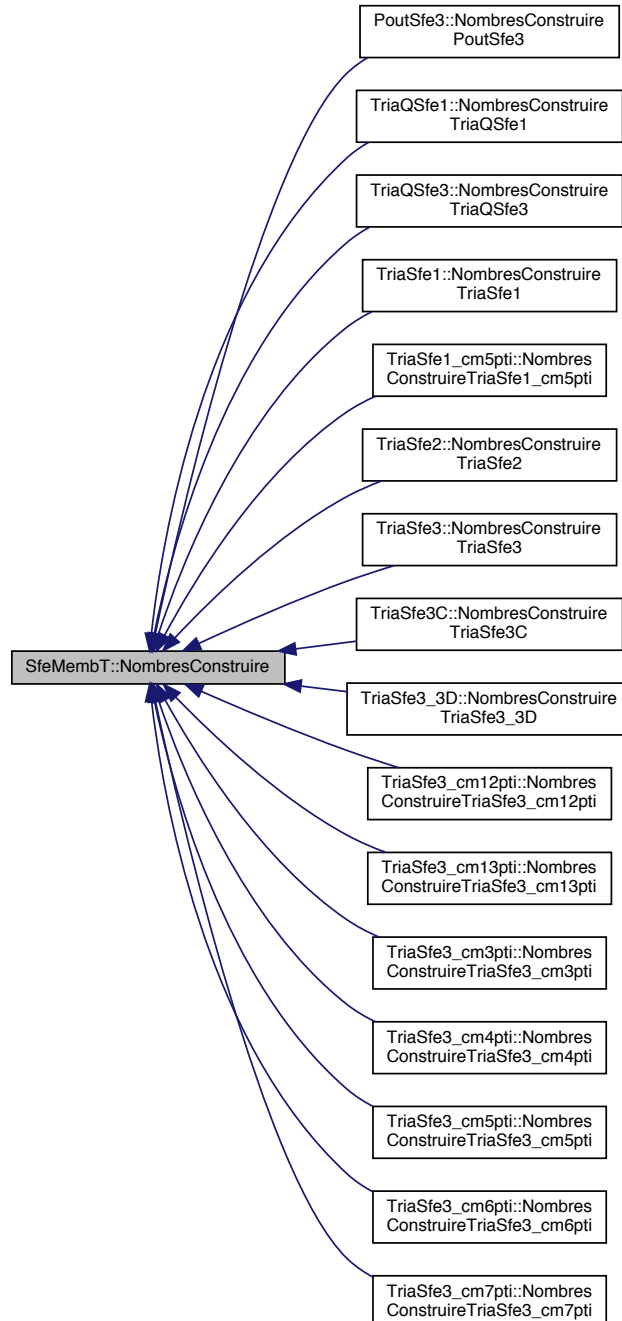 PoutSfe3::NombresConstruire
PoutSfe3
TriaQSfe1::NombresConstruire
TriaQSfe1
TriaQSfe3::NombresConstruire
TriaQSfe3
TriaSfe1::NombresConstruire
TriaSfe1
TriaSfe1_cm5pti::Nombres
ConstruireTriaSfe1_cm5pti
TriaSfe2::NombresConstruire
TriaSfe2
TriaSfe3::NombresConstruire
TriaSfe3
TriaSfe3C::NombresConstruire
TriaSfe3C
SfeMembT::NombresConstruire
TriaSfe3_3D::NombresConstruire
TriaSfe3_3D
TriaSfe3_cm12pti::Nombres
ConstruireTriaSfe3_cm12pti
TriaSfe3_cm13pti::Nombres
ConstruireTriaSfe3_cm13pti
TriaSfe3_cm3pti::Nombres
ConstruireTriaSfe3_cm3pti
TriaSfe3_cm4pti::Nombres
ConstruireTriaSfe3_cm4pti
TriaSfe3_cm5pti::Nombres
ConstruireTriaSfe3_cm5pti
TriaSfe3_cm6pti::Nombres
ConstruireTriaSfe3_cm6pti
TriaSfe3_cm7pti::Nombres
ConstruireTriaSfe3_cm7pti